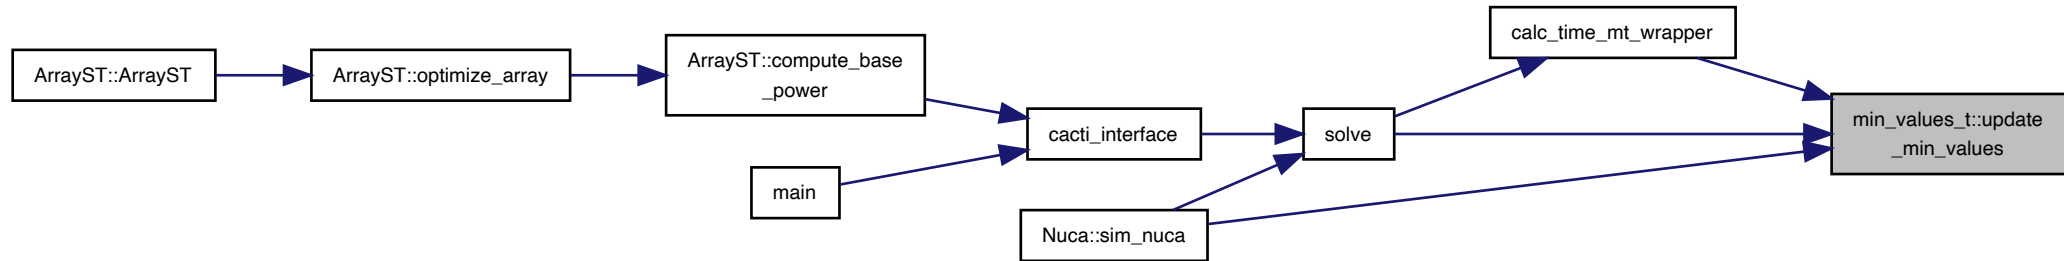 ArrayST::ArrayST
ArrayST::optimize_array
ArrayST::compute_base
_power
main
cacti_interface
Nuca::sim_nuca
solve
calc_time_mt_wrapper
min_values_t::update
_min_values